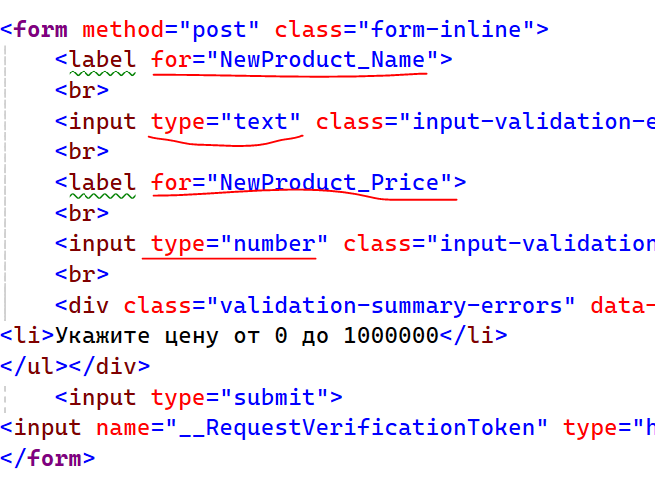 <form method="post" class="form-inline">
<label for="NewProduct_Name">
<br>
<input type="text" class="input-validation-e
<br>
<label for="NewProduct_Price">
<br>
<input type="number" class="input-validation
<br>
<div class="validation-summary-errors" data-
<li>Укажите цену от 0 до 1000000</li>
</ul></div>
<input type="submit">
<input name="__RequestVerificationToken" type="h
</form>